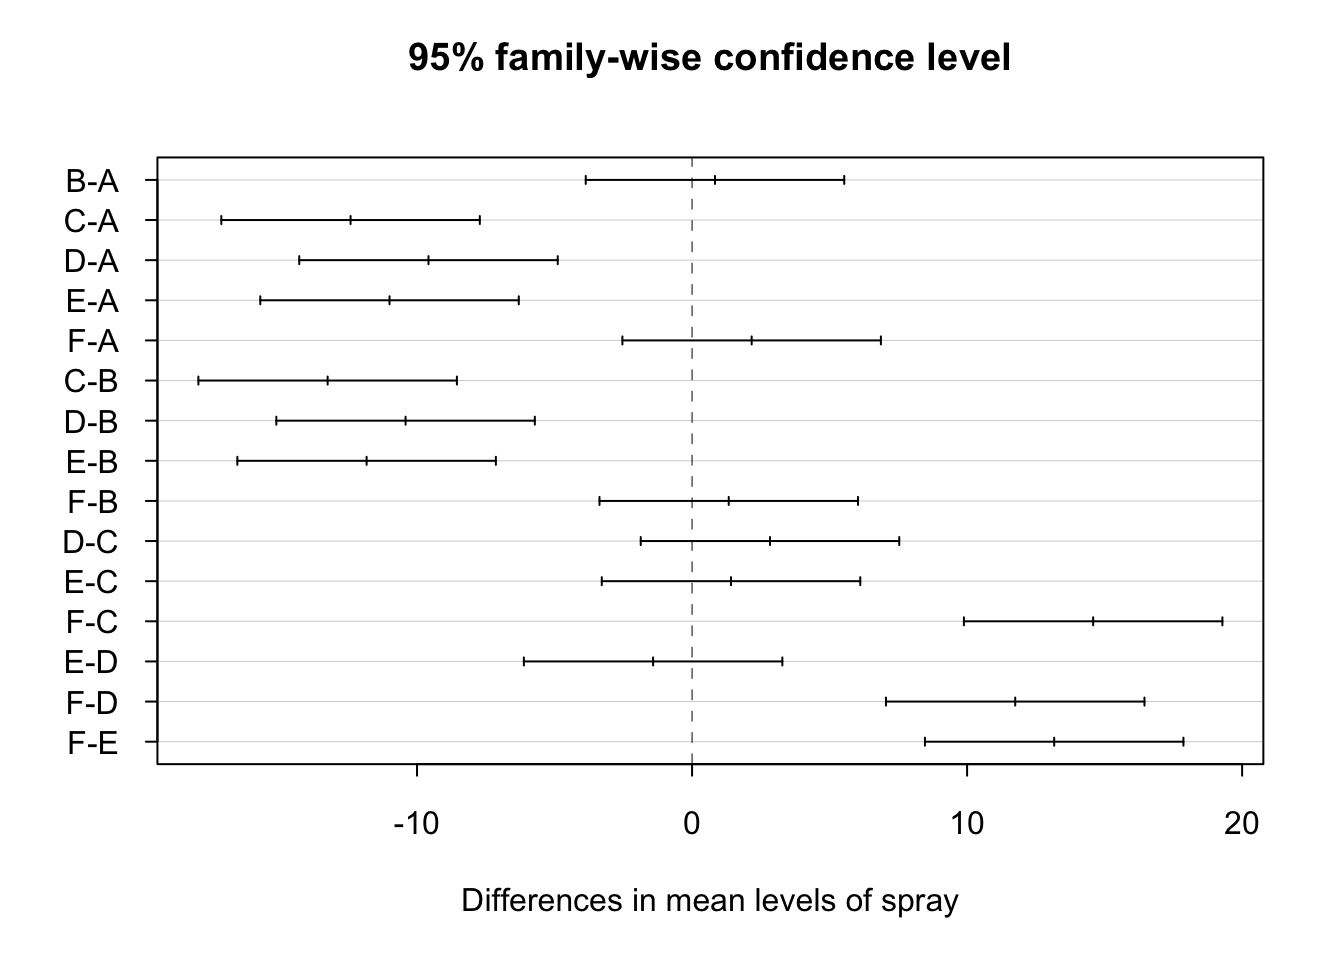 95% family-wise confidence level
B-A
C-A
D-A
E-A
F-A
C-B
D-B
E-B
F-B
D-C
E-C
F-C
E-D
F-D
F-E
-10 0 10 20
Differences in mean levels of spray